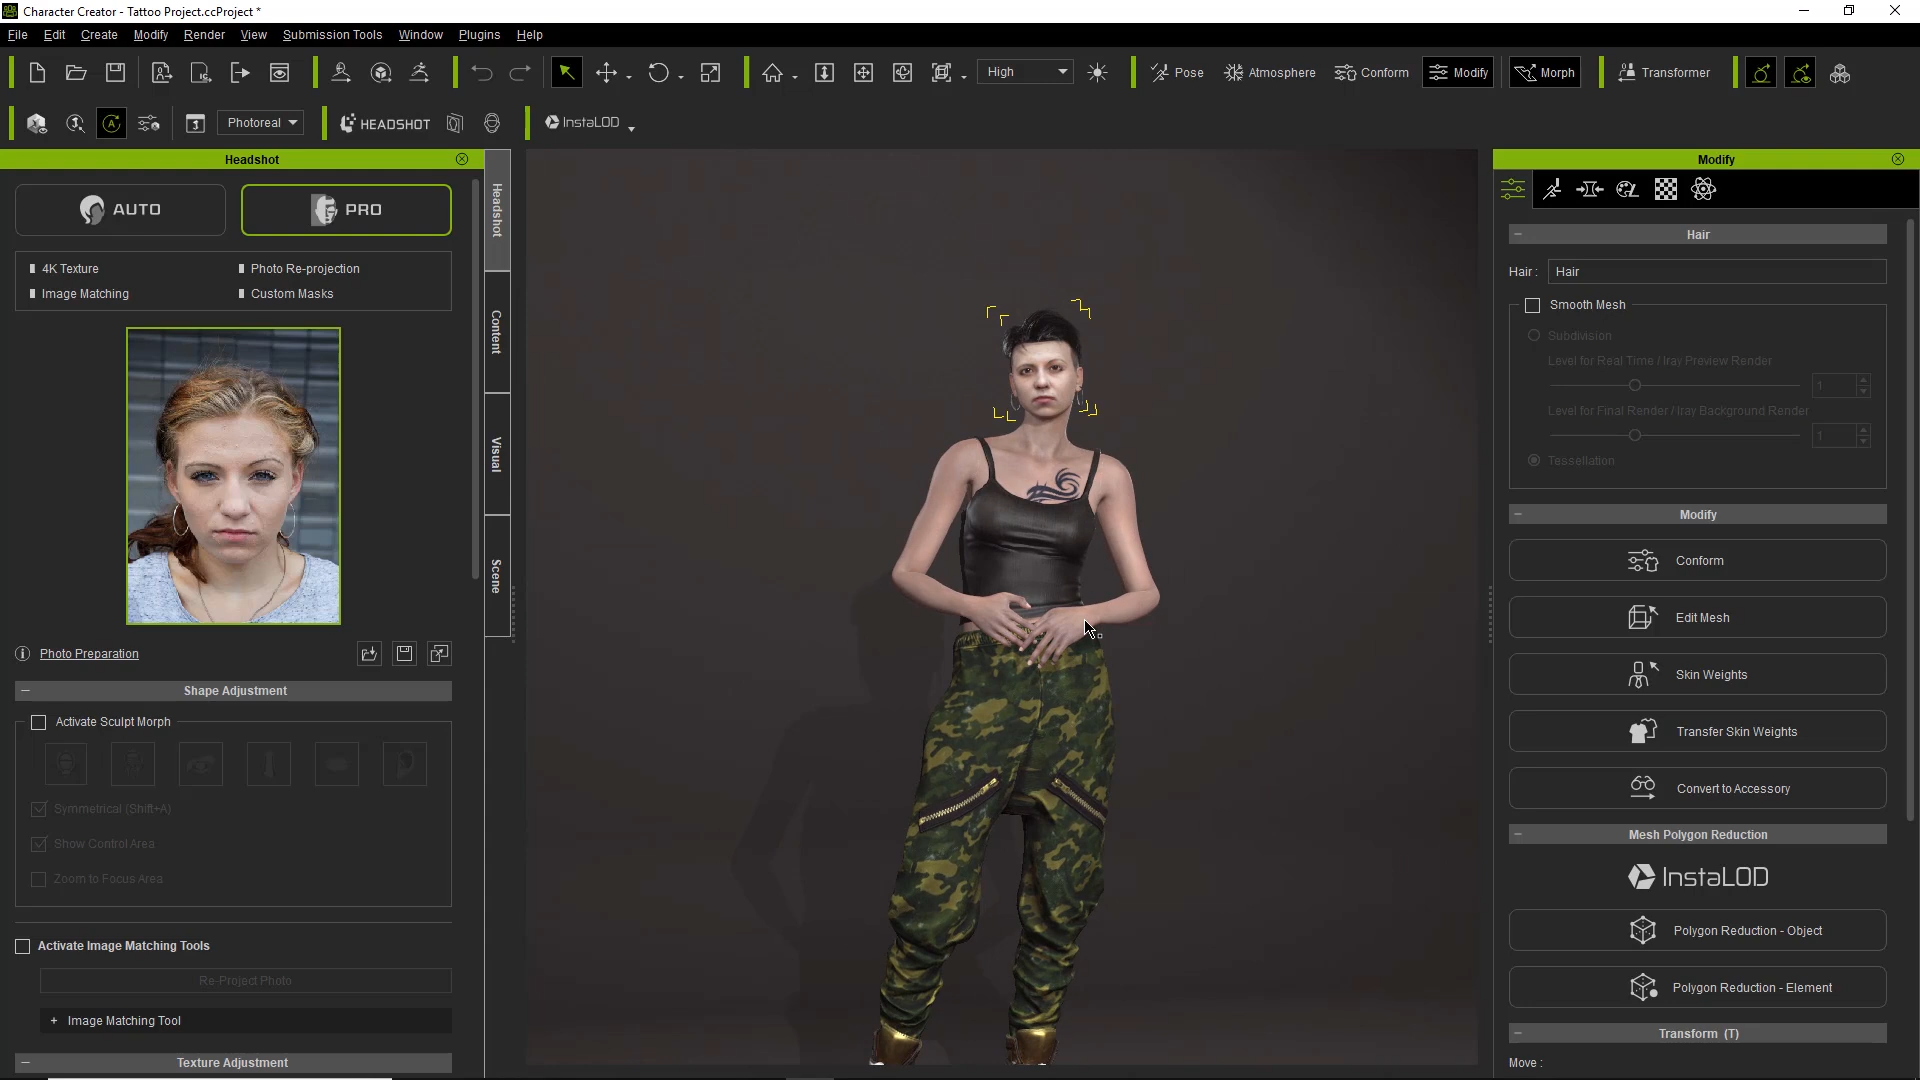 Character Creator - Tattoo Project.ccProject *
File Edit Create Modify Render View Submission Tools Window Plugins Help
High Pose Atmosphere Conform Modify Morph Transformer
Photoreal HEADSHOT InstaLOD
Headshot
AUTO PRO
4K Texture Photo Re-projection
Image Matching Custom Masks
Photo Preparation
Shape Adjustment
Activate Sculpt Morph
Symmetrical (Shift+A)
Show Control Area
Zoom to Focus Area
Activate Image Matching Tools
Re-Project Photo
+ Image Matching Tool
Texture Adjustment
Headshot
Content
Visual
Scene
Modify
Hair
Hair : Hair
Smooth Mesh
Subdivision
Level for Real Time / Iray Preview Render
1
Level for Final Render / Iray Background Render
1
Tessellation
Modify
Conform
Edit Mesh
Skin Weights
Transfer Skin Weights
Convert to Accessory
Mesh Polygon Reduction
InstaLOD
Polygon Reduction - Object
Polygon Reduction - Element
Transform (T)
Move :